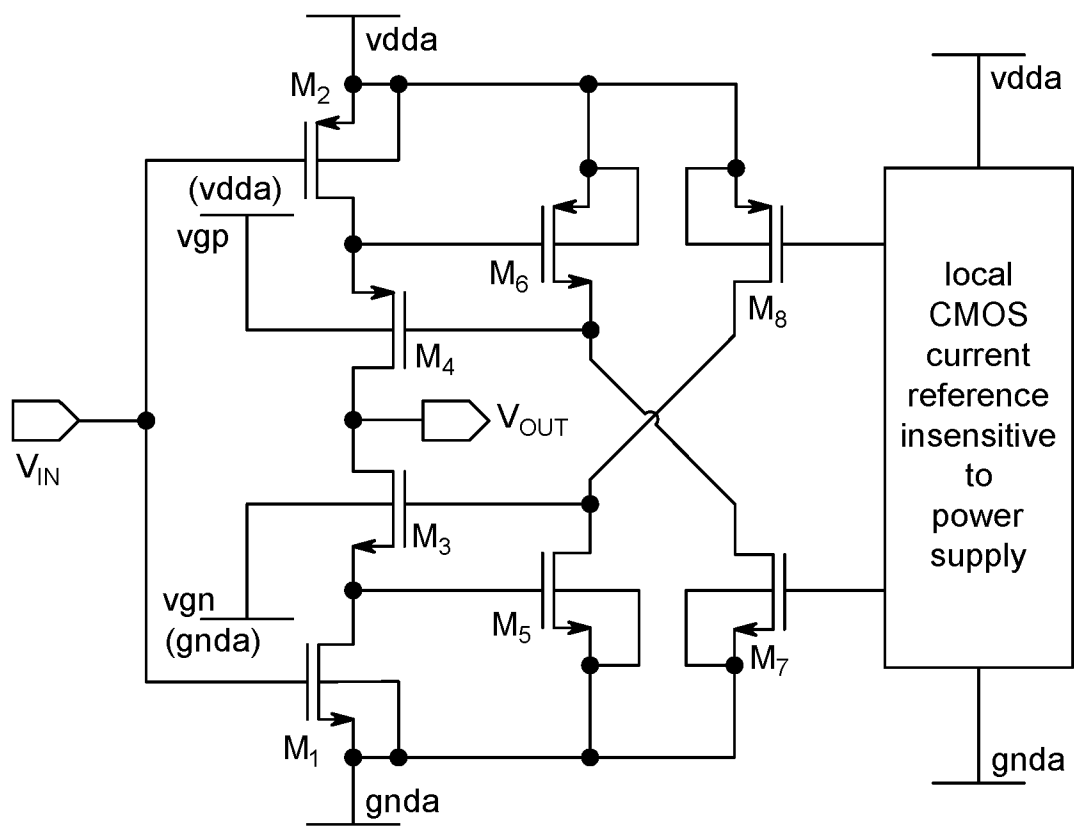 vdda
M2
vdda
(vdda)
vgp
M6
M8
M4
local
CMOS
current
reference
insensitive
to
power
supply
VIN
VOUT
M3
vgn
(gnda)
M5
M7
M1
gnda
gnda